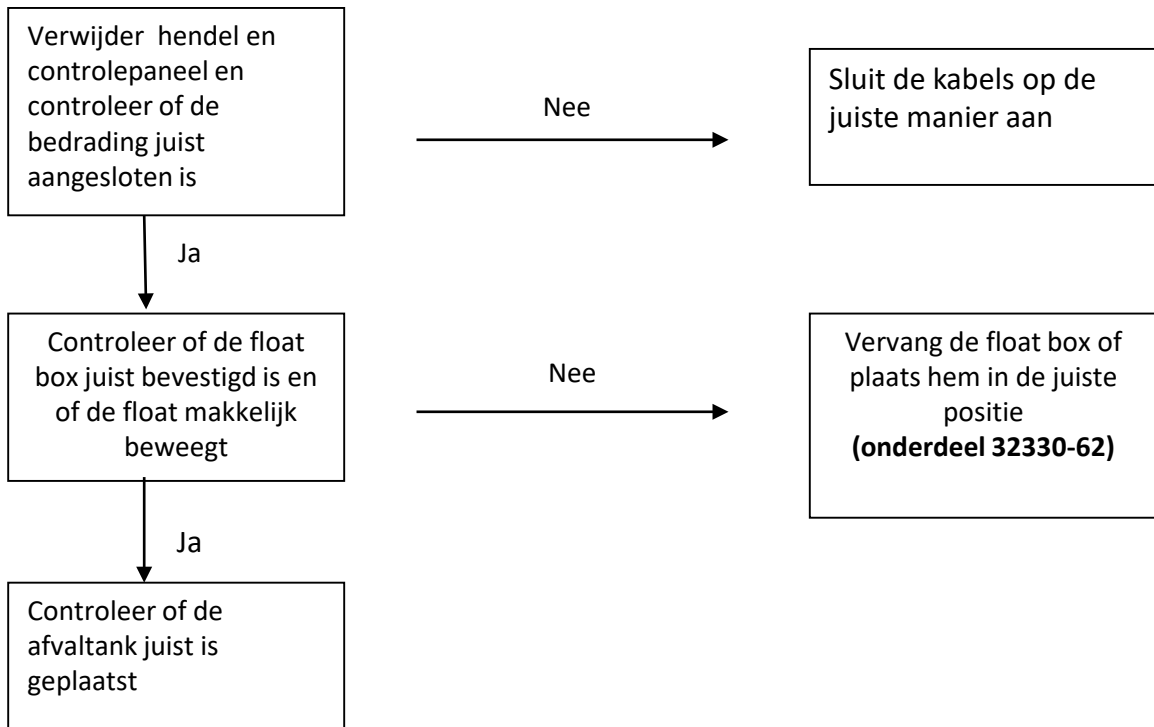 Verwijder  hendel en
controlepaneel en
controleer of de
bedrading juist
aangesloten is
Nee
Sluit de kabels op de
juiste manier aan
Ja
Controleer of de float
box juist bevestigd is en
of de float makkelijk
beweegt
Nee
Vervang de float box of
plaats hem in de juiste
positie
(onderdeel 32330-62)
Ja
Controleer of de
afvaltank juist is
geplaatst